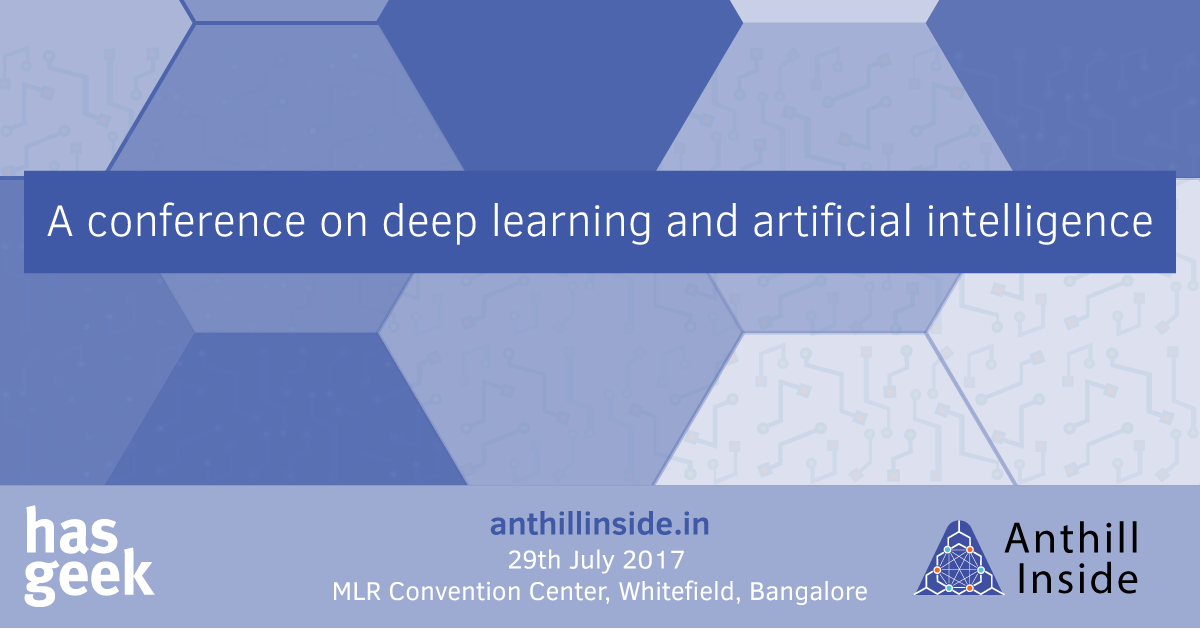 A conference on deep learning and artificial intelligence
has
geek
anthillinside.in
29th July 2017
MLR Convention Center, Whitefield, Bangalore
Anthill
Inside